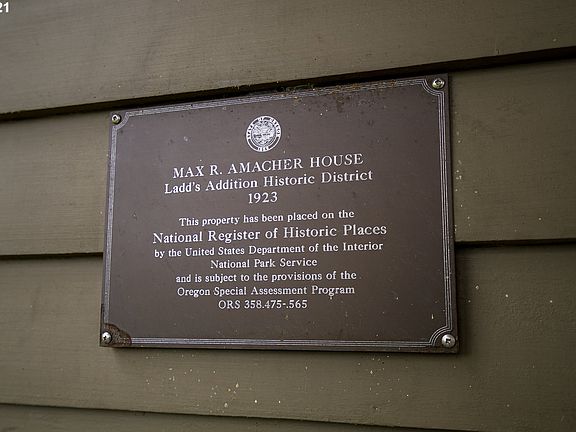 21
MAX R. AMACHER HOUSE
Ladd's Addition Historic District
1923
This property has been placed on the
National Register of Historic Places
by the United States Department of the Interior
National Park Service
and is subject to the provisions of the
Oregon Special Assessment Program
ORS 358.475-.565